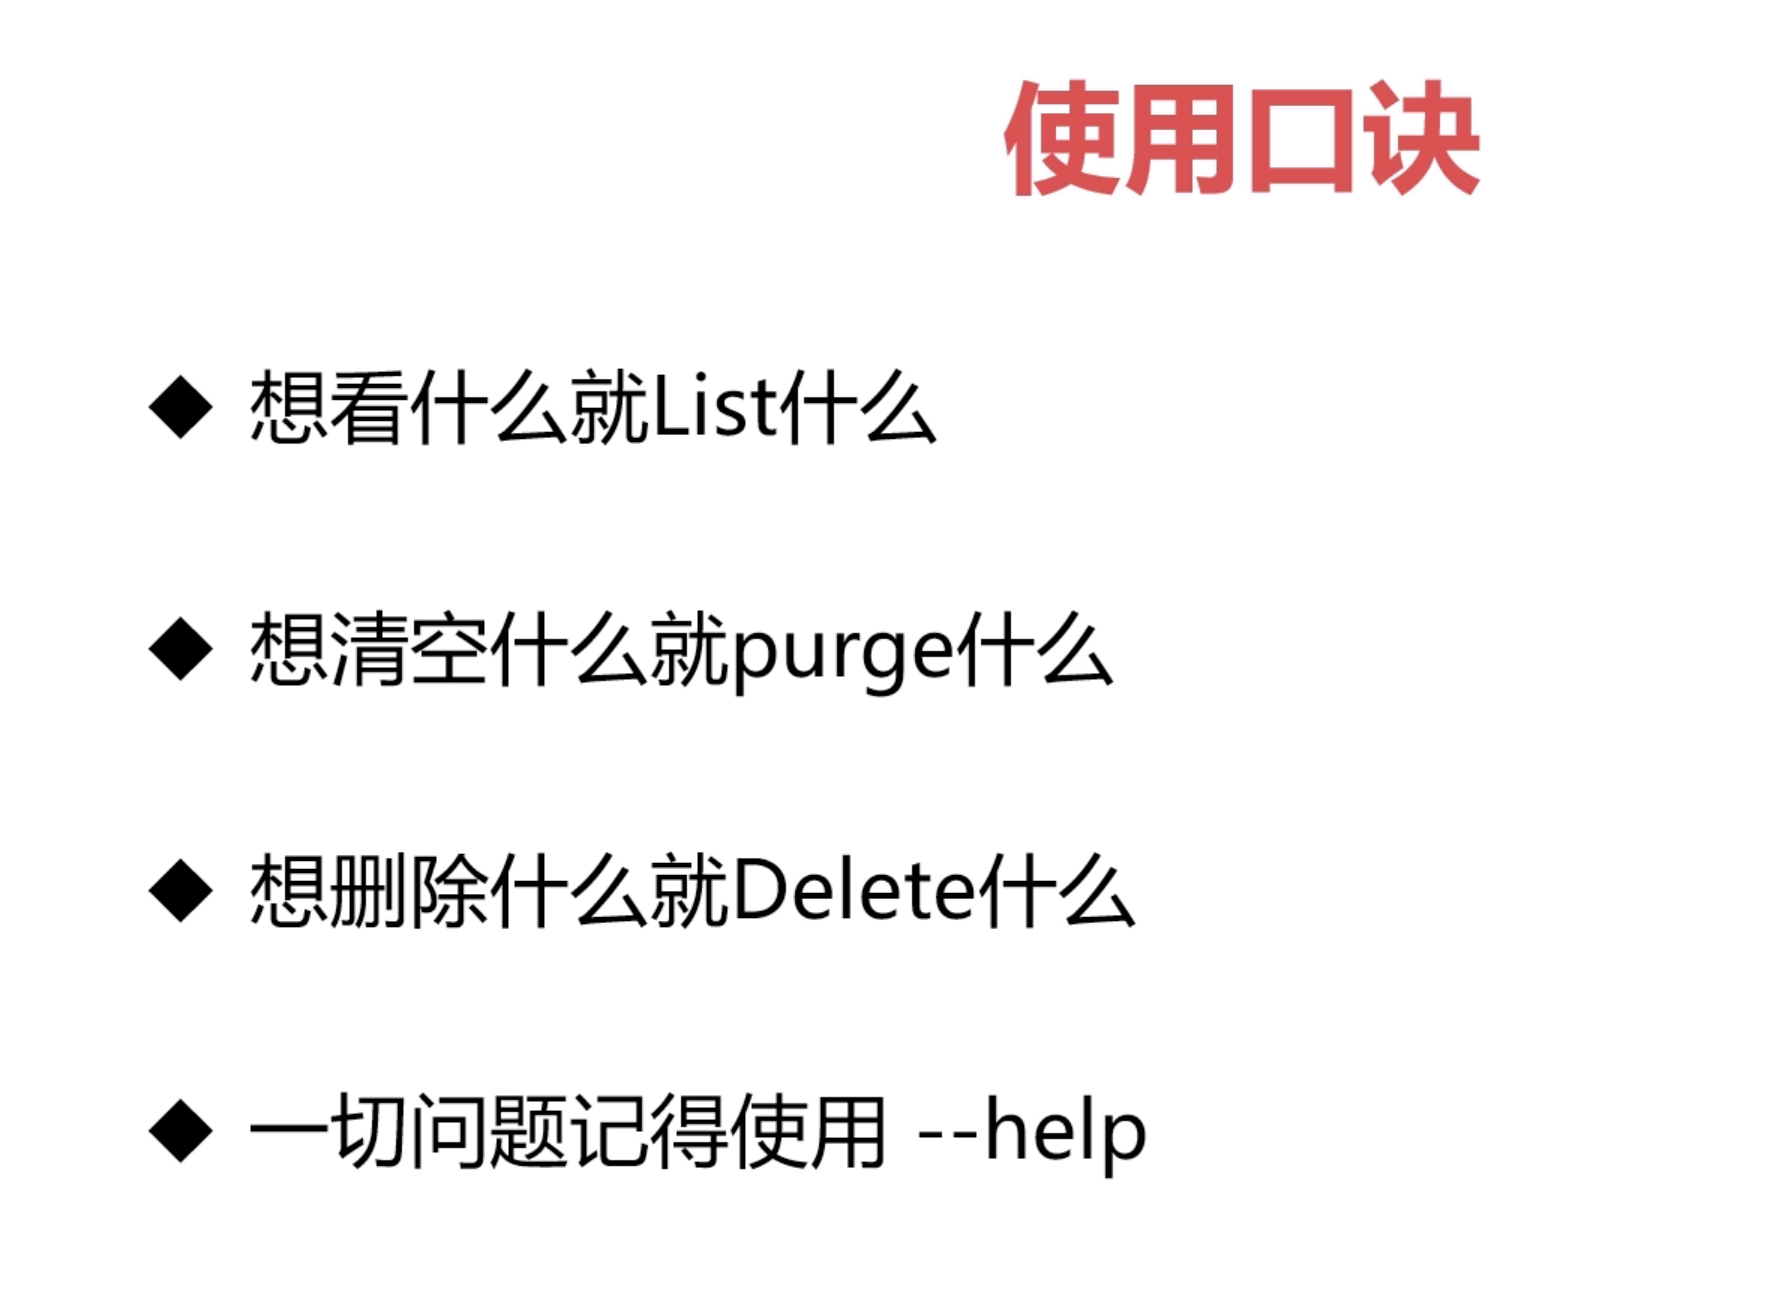 使用口诀
◆ 想看什么就List什么
◆ 想清空什么就purge什么
◆ 想删除什么就Delete什么
◆ 一切问题记得使用 --help